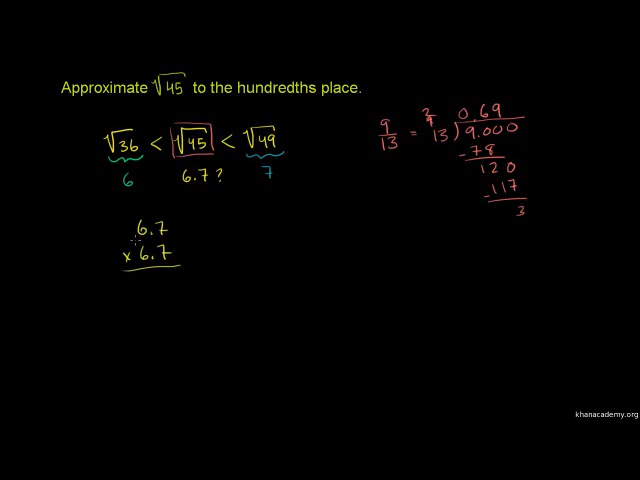 Approximate √45 to the hundredths place.
√36 < √45 < √49
6 6.7? 7
6.7
× 6.7
9/13 = 13)9.000
0.69
-78
120
-117
3
khanacademy.org